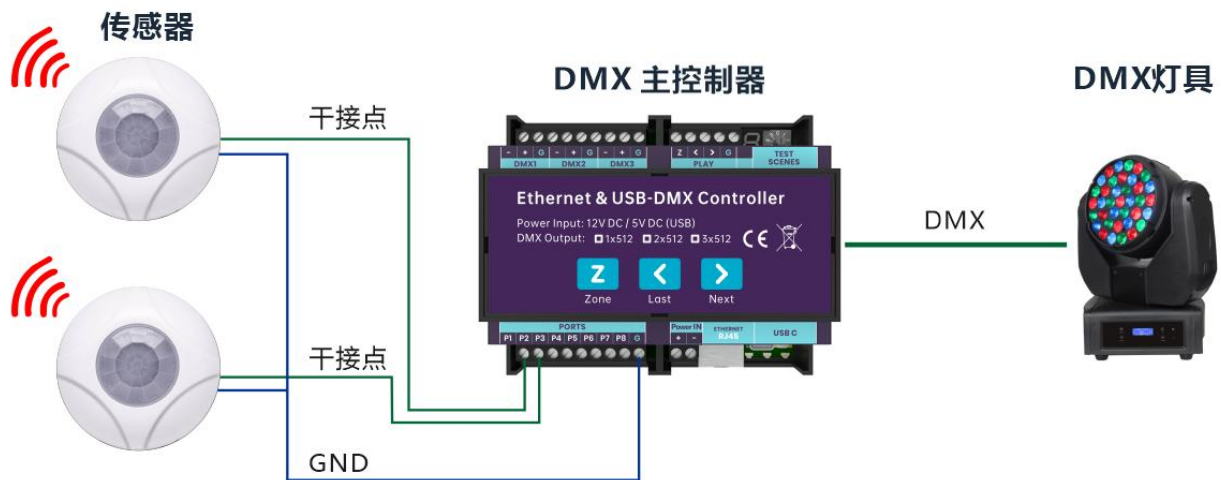 传感器
DMX 主控制器
DMX灯具
干接点
- + G - + G - + G
DMX1 DMX2 DMX3
Z < > G
PLAY
TEST
SCENES
Ethernet & USB-DMX Controller
Power Input: 12V DC / 5V DC (USB)
DMX Output: 1x512 2x512 3x512 CE
DMX
Z < >
Zone Last Next
PORTS
P1 P2 P3 P4 P5 P6 P7 P8 G
Power IN
+ -
ETHERNET
RJ45
USB C
干接点
GND